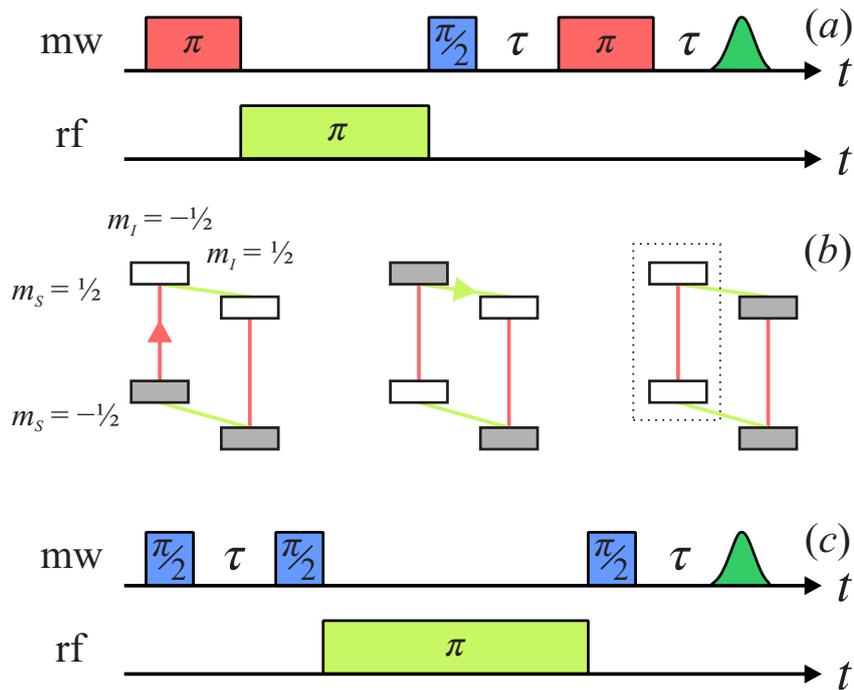 mw π π/2 τ π τ (a)
t
rf π
t
m_I = −½
m_I = ½ (b)
m_S = ½
m_S = −½
mw π/2 τ π/2 π/2 τ (c)
t
rf π
t